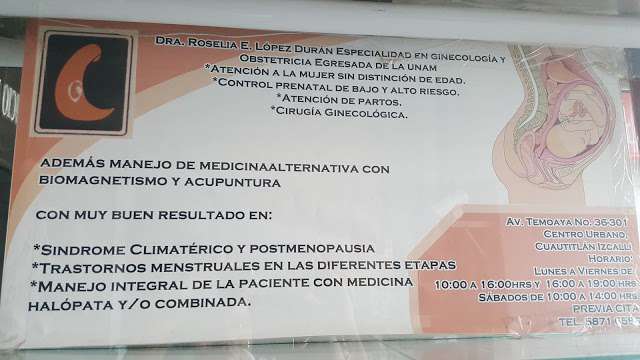 DRA. ROSELIA E. LÓPEZ DURÁN ESPECIALIDAD EN GINECOLOGÍA Y
OBSTETRICIA EGRESADA DE LA UNAM
*ATENCIÓN A LA MUJER SIN DISTINCIÓN DE EDAD.
*CONTROL PRENATAL DE BAJO Y ALTO RIESGO.
*ATENCIÓN DE PARTOS.
*CIRUGÍA GINECOLÓGICA.
ADEMÁS MANEJO DE MEDICINAALTERNATIVA CON
BIOMAGNETISMO Y ACUPUNTURA
CON MUY BUEN RESULTADO EN:
*SINDROME CLIMATÉRICO Y POSTMENOPAUSIA
*TRASTORNOS MENSTRUALES EN LAS DIFERENTES ETAPAS
*MANEJO INTEGRAL DE LA PACIENTE CON MEDICINA
HALÓPATA Y/O COMBINADA.
AV. TEMOAYA NO. 36-301
CENTRO URBANO,
CUAUTITLÁN IZCALLI
HORARIO:
LUNES A VIERNES DE
10:00 A 16:00HRS Y 16:00 A 19:00 HRS
SÁBADOS DE 10:00 A 14:00 HRS
PREVIA CITA
TEL. 5871